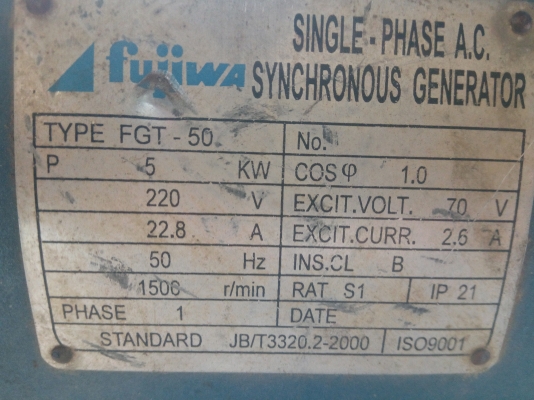 fujiwa
SINGLE-PHASE A.C.
SYNCHRONOUS GENERATOR
TYPE FGT-50 No.
P 5 KW COSφ 1.0
220 V EXCIT.VOLT. 70 V
22.8 A EXCIT.CURR. 2.6 A
50 Hz INS.CL B
1500 r/min RAT S1 IP 21
PHASE 1 DATE
STANDARD JB/T3320.2-2000 ISO9001